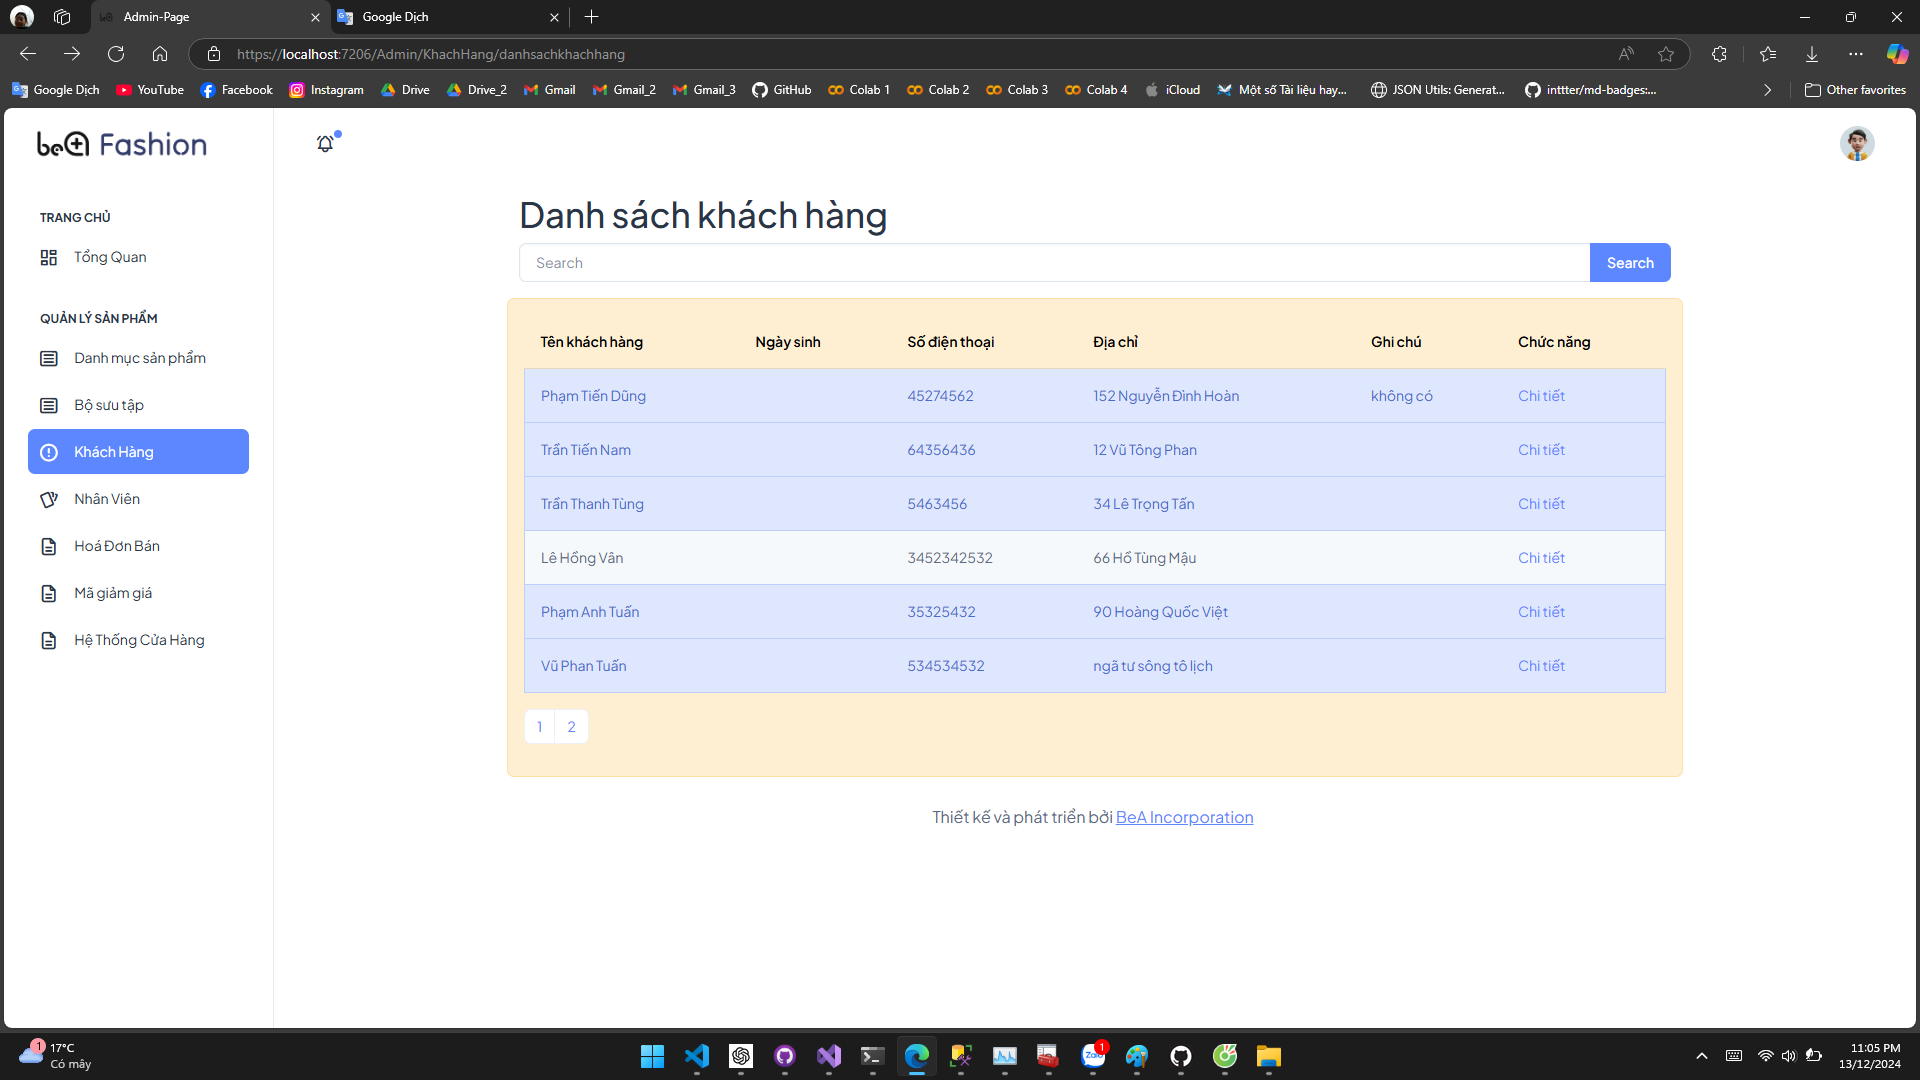 Admin-Page
Google Dịch
https://localhost:7206/Admin/KhachHang/danhsachkhachhang
Google Dịch YouTube Facebook Instagram Drive Drive_2 Gmail Gmail_2 Gmail_3 GitHub Colab 1 Colab 2 Colab 3 Colab 4 iCloud Một số Tài liệu hay... JSON Utils: Generat... inttter/md-badges:... Other favorites
beA Fashion
TRANG CHỦ
Tổng Quan
QUẢN LÝ SẢN PHẨM
Danh mục sản phẩm
Bộ sưu tập
Khách Hàng
Nhân Viên
Hoá Đơn Bán
Mã giảm giá
Hệ Thống Cửa Hàng
Danh sách khách hàng
Search Search
Tên khách hàng Ngày sinh Số điện thoại Địa chỉ Ghi chú Chức năng
Phạm Tiến Dũng 45274562 152 Nguyễn Đình Hoàn không có Chi tiết
Trần Tiến Nam 64356436 12 Vũ Tông Phan Chi tiết
Trần Thanh Tùng 5463456 34 Lê Trọng Tấn Chi tiết
Lê Hồng Vân 3452342532 66 Hồ Tùng Mậu Chi tiết
Phạm Anh Tuấn 35325432 90 Hoàng Quốc Việt Chi tiết
Vũ Phan Tuấn 534534532 ngã tư sông tô lịch Chi tiết
1 2
Thiết kế và phát triển bởi BeA Incorporation
1
17°C
Có mây
Zalo
1
11:05 PM
13/12/2024